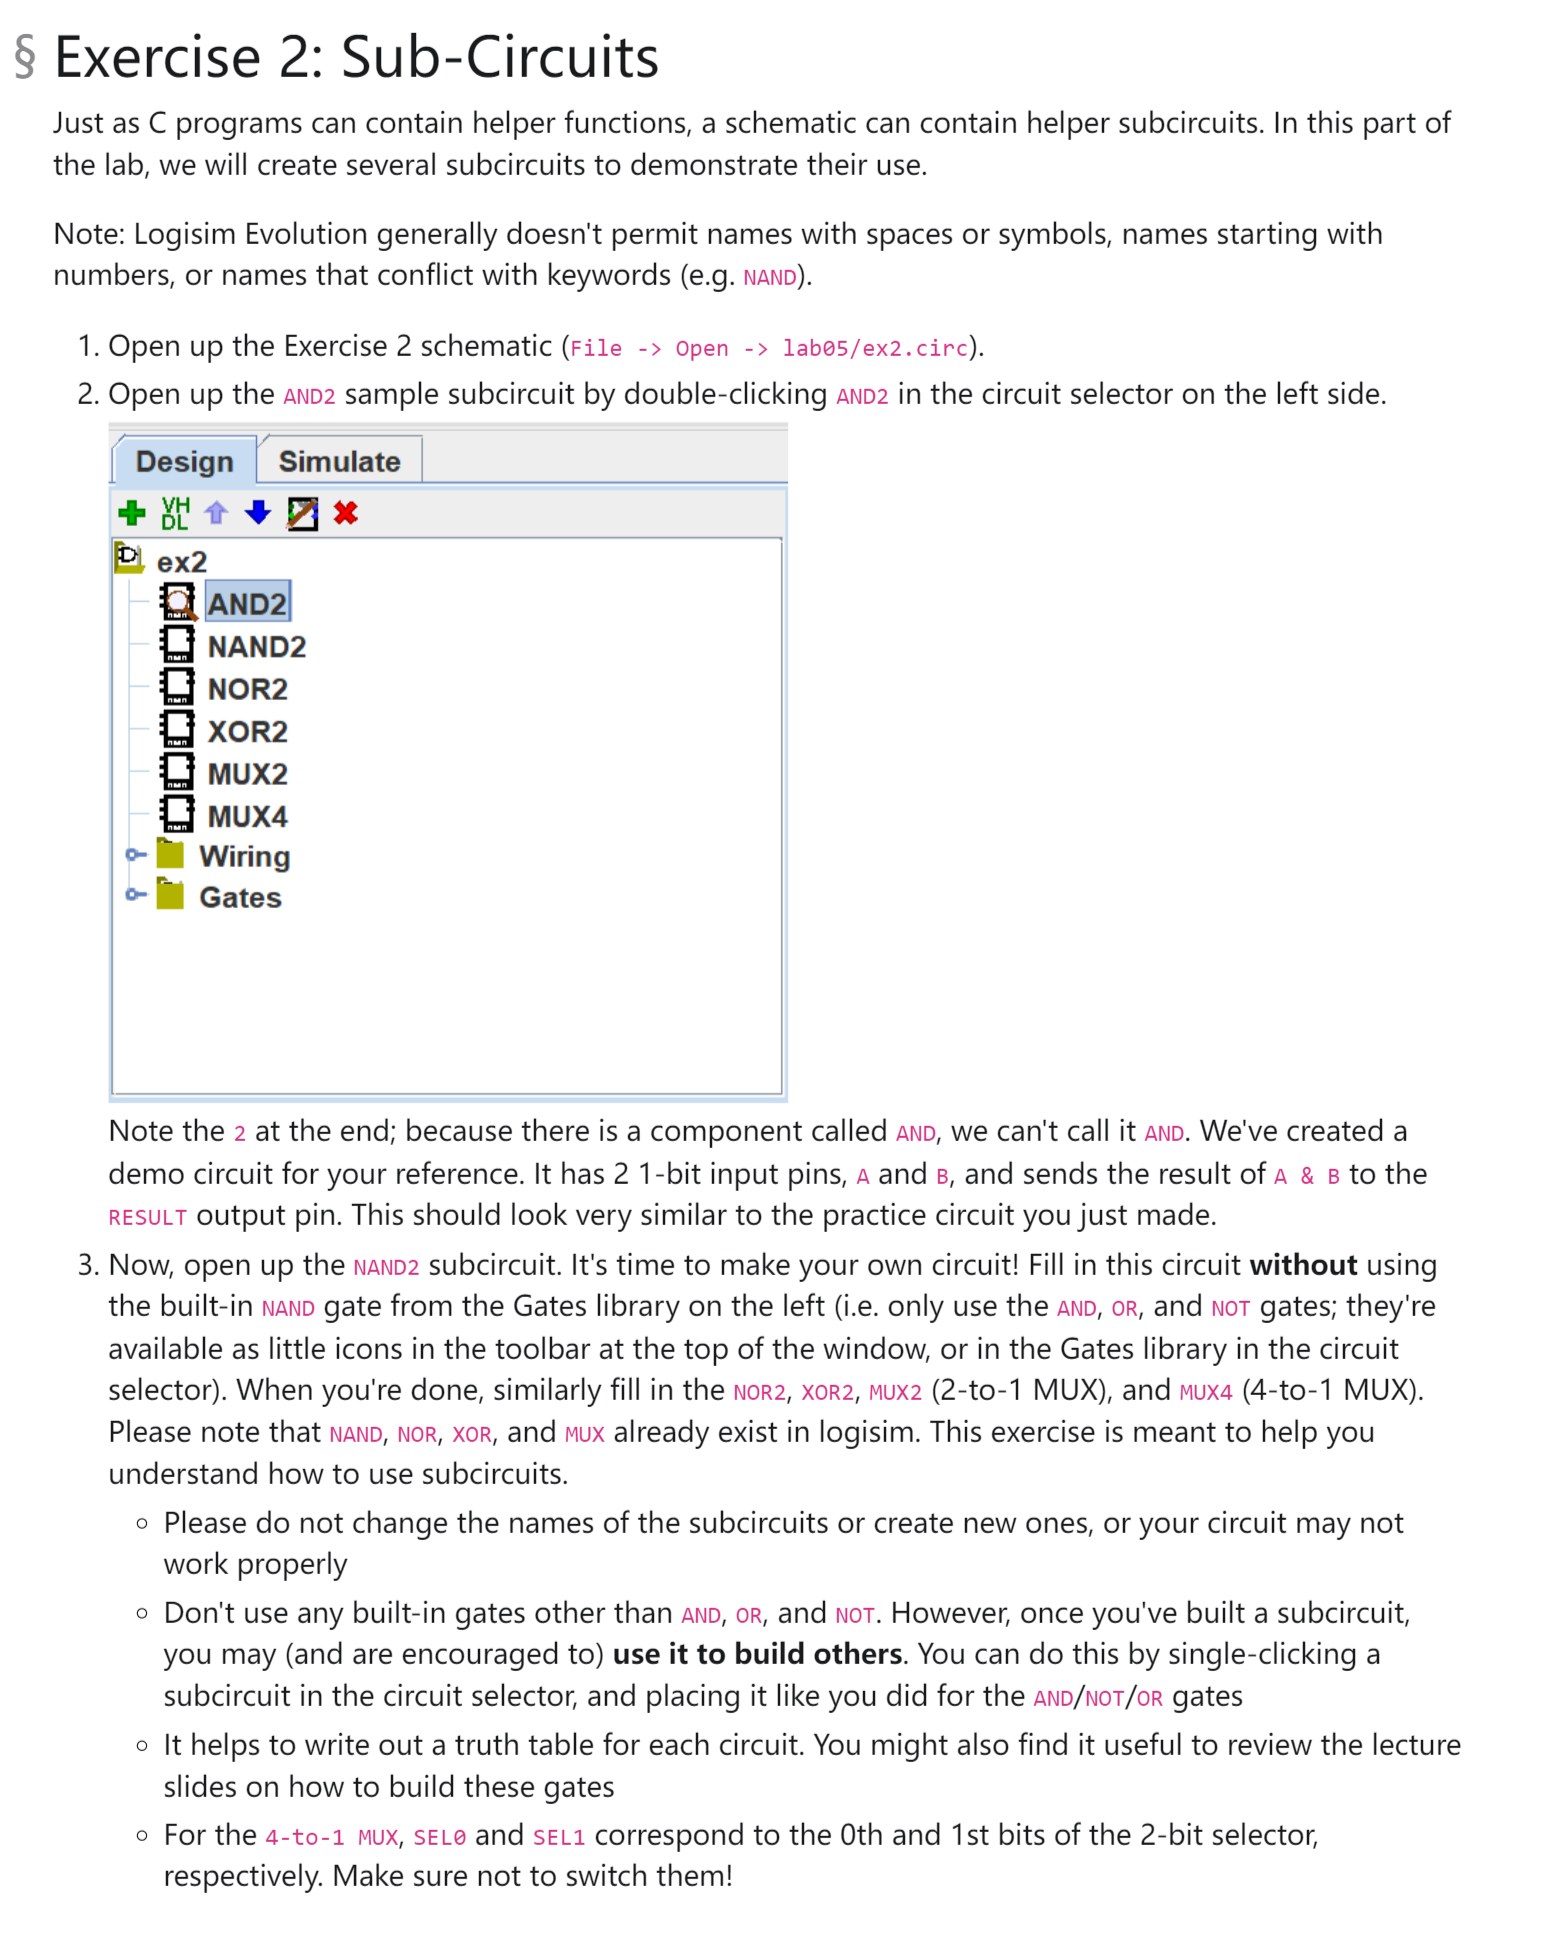 § Exercise 2: Sub-Circuits
Just as C programs can contain helper functions, a schematic can contain helper subcircuits. In this part of
the lab, we will create several subcircuits to demonstrate their use.
Note: Logisim Evolution generally doesn't permit names with spaces or symbols, names starting with
numbers, or names that conflict with keywords (e.g. NAND).
1. Open up the Exercise 2 schematic (File -> Open -> lab05/ex2.circ).
2. Open up the AND2 sample subcircuit by double-clicking AND2 in the circuit selector on the left side.
Design Simulate
VHDL
ex2
AND2
NAND2
NOR2
XOR2
MUX2
MUX4
Wiring
Gates
Note the 2 at the end; because there is a component called AND, we can't call it AND. We've created a
demo circuit for your reference. It has 2 1-bit input pins, A and B, and sends the result of A & B to the
RESULT output pin. This should look very similar to the practice circuit you just made.
3. Now, open up the NAND2 subcircuit. It's time to make your own circuit! Fill in this circuit without using
the built-in NAND gate from the Gates library on the left (i.e. only use the AND, OR, and NOT gates; they're
available as little icons in the toolbar at the top of the window, or in the Gates library in the circuit
selector). When you're done, similarly fill in the NOR2, XOR2, MUX2 (2-to-1 MUX), and MUX4 (4-to-1 MUX).
Please note that NAND, NOR, XOR, and MUX already exist in logisim. This exercise is meant to help you
understand how to use subcircuits.
◦ Please do not change the names of the subcircuits or create new ones, or your circuit may not
work properly
◦ Don't use any built-in gates other than AND, OR, and NOT. However, once you've built a subcircuit,
you may (and are encouraged to) use it to build others. You can do this by single-clicking a
subcircuit in the circuit selector, and placing it like you did for the AND/NOT/OR gates
◦ It helps to write out a truth table for each circuit. You might also find it useful to review the lecture
slides on how to build these gates
◦ For the 4-to-1 MUX, SEL0 and SEL1 correspond to the 0th and 1st bits of the 2-bit selector,
respectively. Make sure not to switch them!